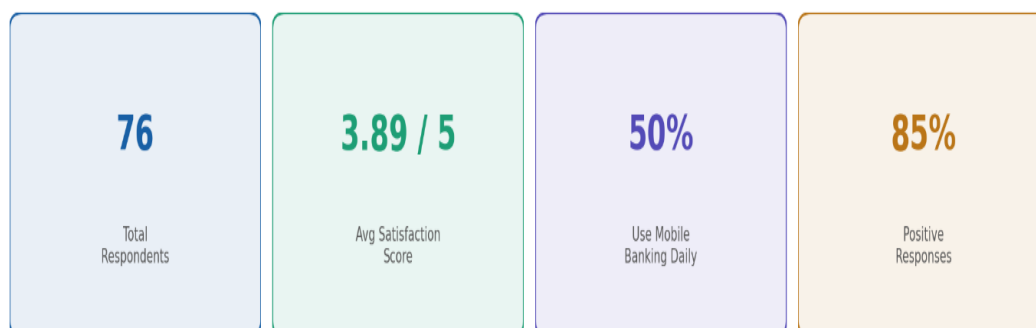 76
Total
Respondents
3.89 / 5
Avg Satisfaction
Score
50%
Use Mobile
Banking Daily
85%
Positive
Responses